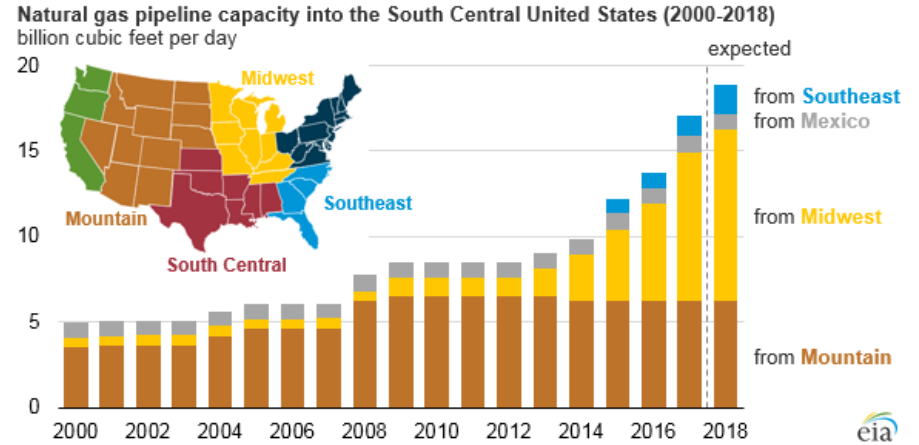 Natural gas pipeline capacity into the South Central United States (2000-2018)
billion cubic feet per day
expected
20
15
10
5
0
Midwest
Mountain
Southeast
South Central
from Southeast
from Mexico
from Midwest
from Mountain
2000 2002 2004 2006 2008 2010 2012 2014 2016 2018
eia